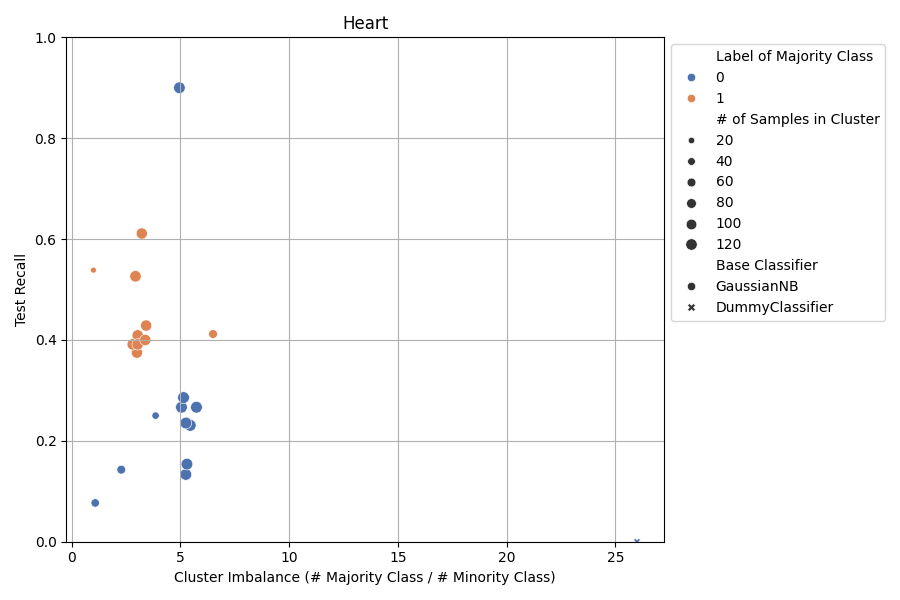 Heart
1.0
0.8
0.6
0.4
0.2
0.0
Test Recall
0
5
10
15
20
25
Cluster Imbalance (# Majority Class / # Minority Class)
Label of Majority Class
0
1
# of Samples in Cluster
20
40
60
80
100
120
Base Classifier
GaussianNB
DummyClassifier